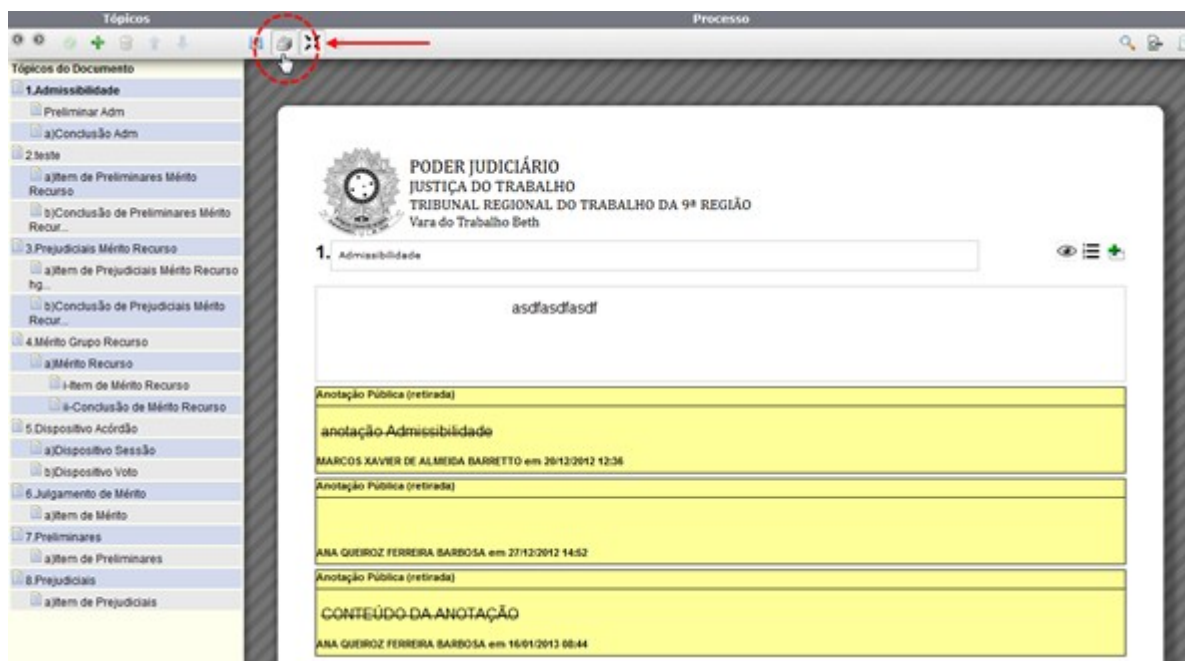 Tópicos
Processo
Tópicos do Documento
1.Admissibilidade
Preliminar Adm
a)Conclusão Adm
2.teste
a)Item de Preliminares Mérito
Recurso
b)Conclusão de Preliminares Mérito
Recur...
3.Prejudiciais Mérito Recurso
a)Item de Prejudiciais Mérito Recurso
hg...
b)Conclusão de Prejudiciais Mérito
Recur...
4.Mérito Grupo Recurso
a)Mérito Recurso
i-Item de Mérito Recurso
ii-Conclusão de Mérito Recurso
5.Dispositivo Acórdão
a)Dispositivo Sessão
b)Dispositivo Voto
6.Julgamento de Mérito
a)Item de Mérito
7.Preliminares
a)Item de Preliminares
8.Prejudiciais
a)Item de Prejudiciais
PODER JUDICIÁRIO
JUSTIÇA DO TRABALHO
TRIBUNAL REGIONAL DO TRABALHO DA 9ª REGIÃO
Vara do Trabalho Beth
1. Admissibilidade
asdfasdfasdf
Anotação Pública (retirada)
anotação Admissibilidade
MARCOS XAVIER DE ALMEIDA BARRETTO em 20/12/2012 12:36
Anotação Pública (retirada)
ANA QUEIROZ FERREIRA BARBOSA em 27/12/2012 14:52
Anotação Pública (retirada)
CONTEÚDO DA ANOTAÇÃO
ANA QUEIROZ FERREIRA BARBOSA em 16/01/2013 08:44